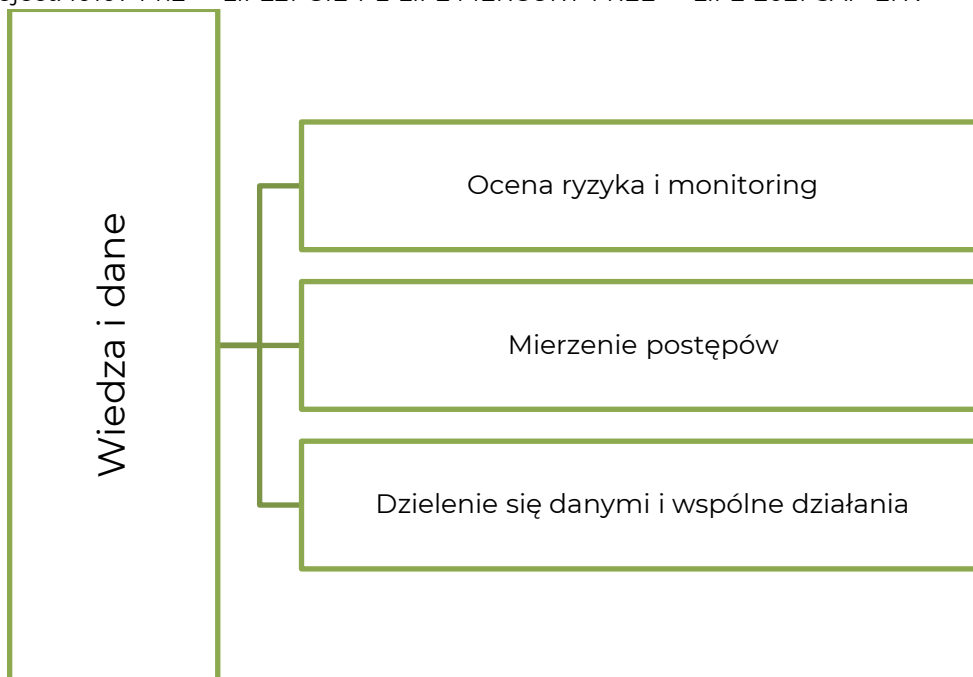 Wiedza i dane
Ocena ryzyka i monitoring
Mierzenie postępów
Dzielenie się danymi i wspólne działania